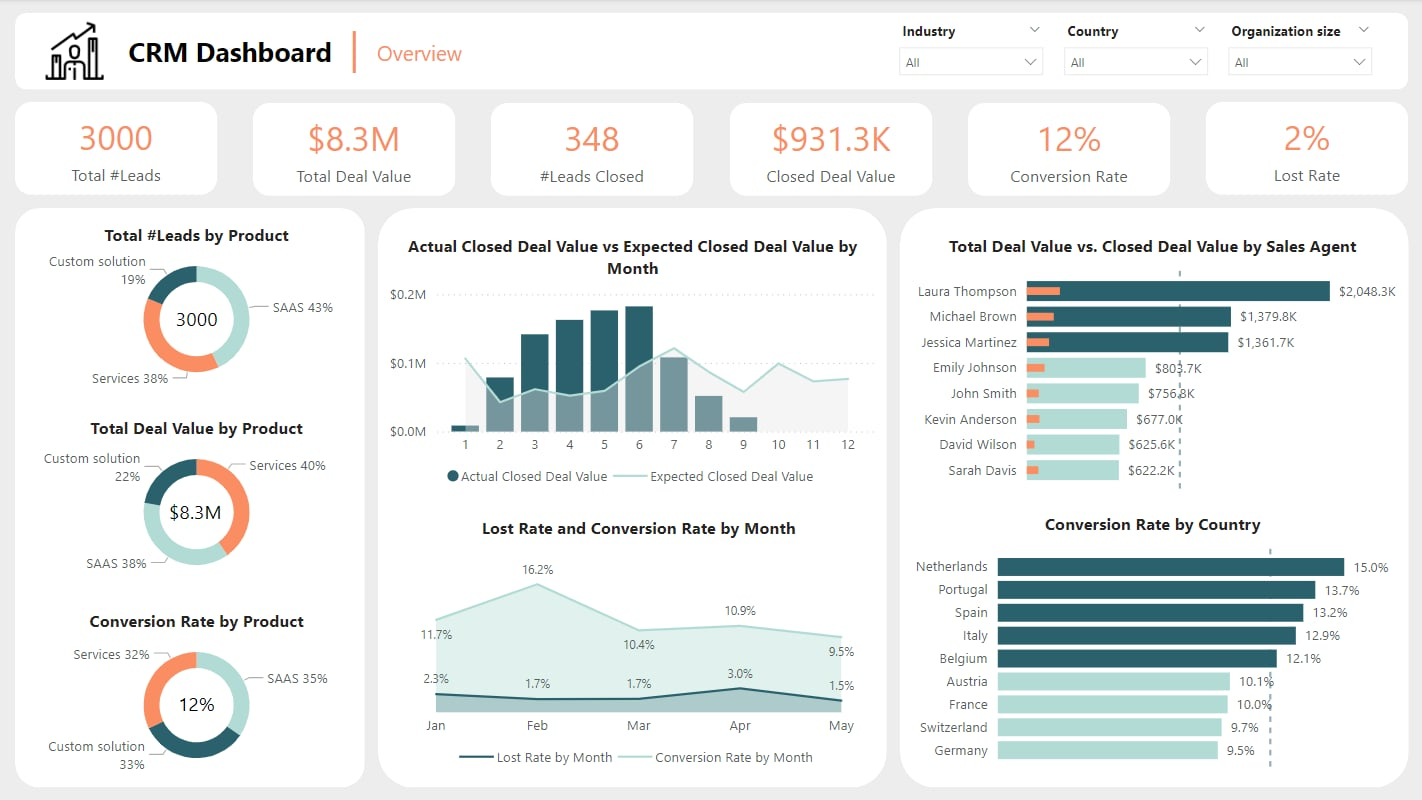 CRM Dashboard
Overview
Industry
Country
Organization size
All
All
All
3000
Total #Leads
$8.3M
Total Deal Value
348
#Leads Closed
$931.3K
Closed Deal Value
12%
Conversion Rate
2%
Lost Rate
Total #Leads by Product
Custom solution
19%
SAAS 43%
3000
Services 38%
Total Deal Value by Product
Custom solution
22%
Services 40%
$8.3M
SAAS 38%
Conversion Rate by Product
Services 32%
SAAS 35%
12%
Custom solution
33%
Actual Closed Deal Value vs Expected Closed Deal Value by
Month
$0.2M
$0.1M
$0.0M
1 2 3 4 5 6 7 8 9 10 11 12
Actual Closed Deal Value
Expected Closed Deal Value
Lost Rate and Conversion Rate by Month
16.2%
11.7%
10.4%
10.9%
9.5%
2.3%
1.7%
1.7%
3.0%
1.5%
Jan Feb Mar Apr May
Lost Rate by Month
Conversion Rate by Month
Total Deal Value vs. Closed Deal Value by Sales Agent
Laura Thompson $2,048.3K
Michael Brown $1,379.8K
Jessica Martinez $1,361.7K
Emily Johnson $803.7K
John Smith $756.8K
Kevin Anderson $677.0K
David Wilson $625.6K
Sarah Davis $622.2K
Conversion Rate by Country
Netherlands 15.0%
Portugal 13.7%
Spain 13.2%
Italy 12.9%
Belgium 12.1%
Austria 10.1%
France 10.0%
Switzerland 9.7%
Germany 9.5%